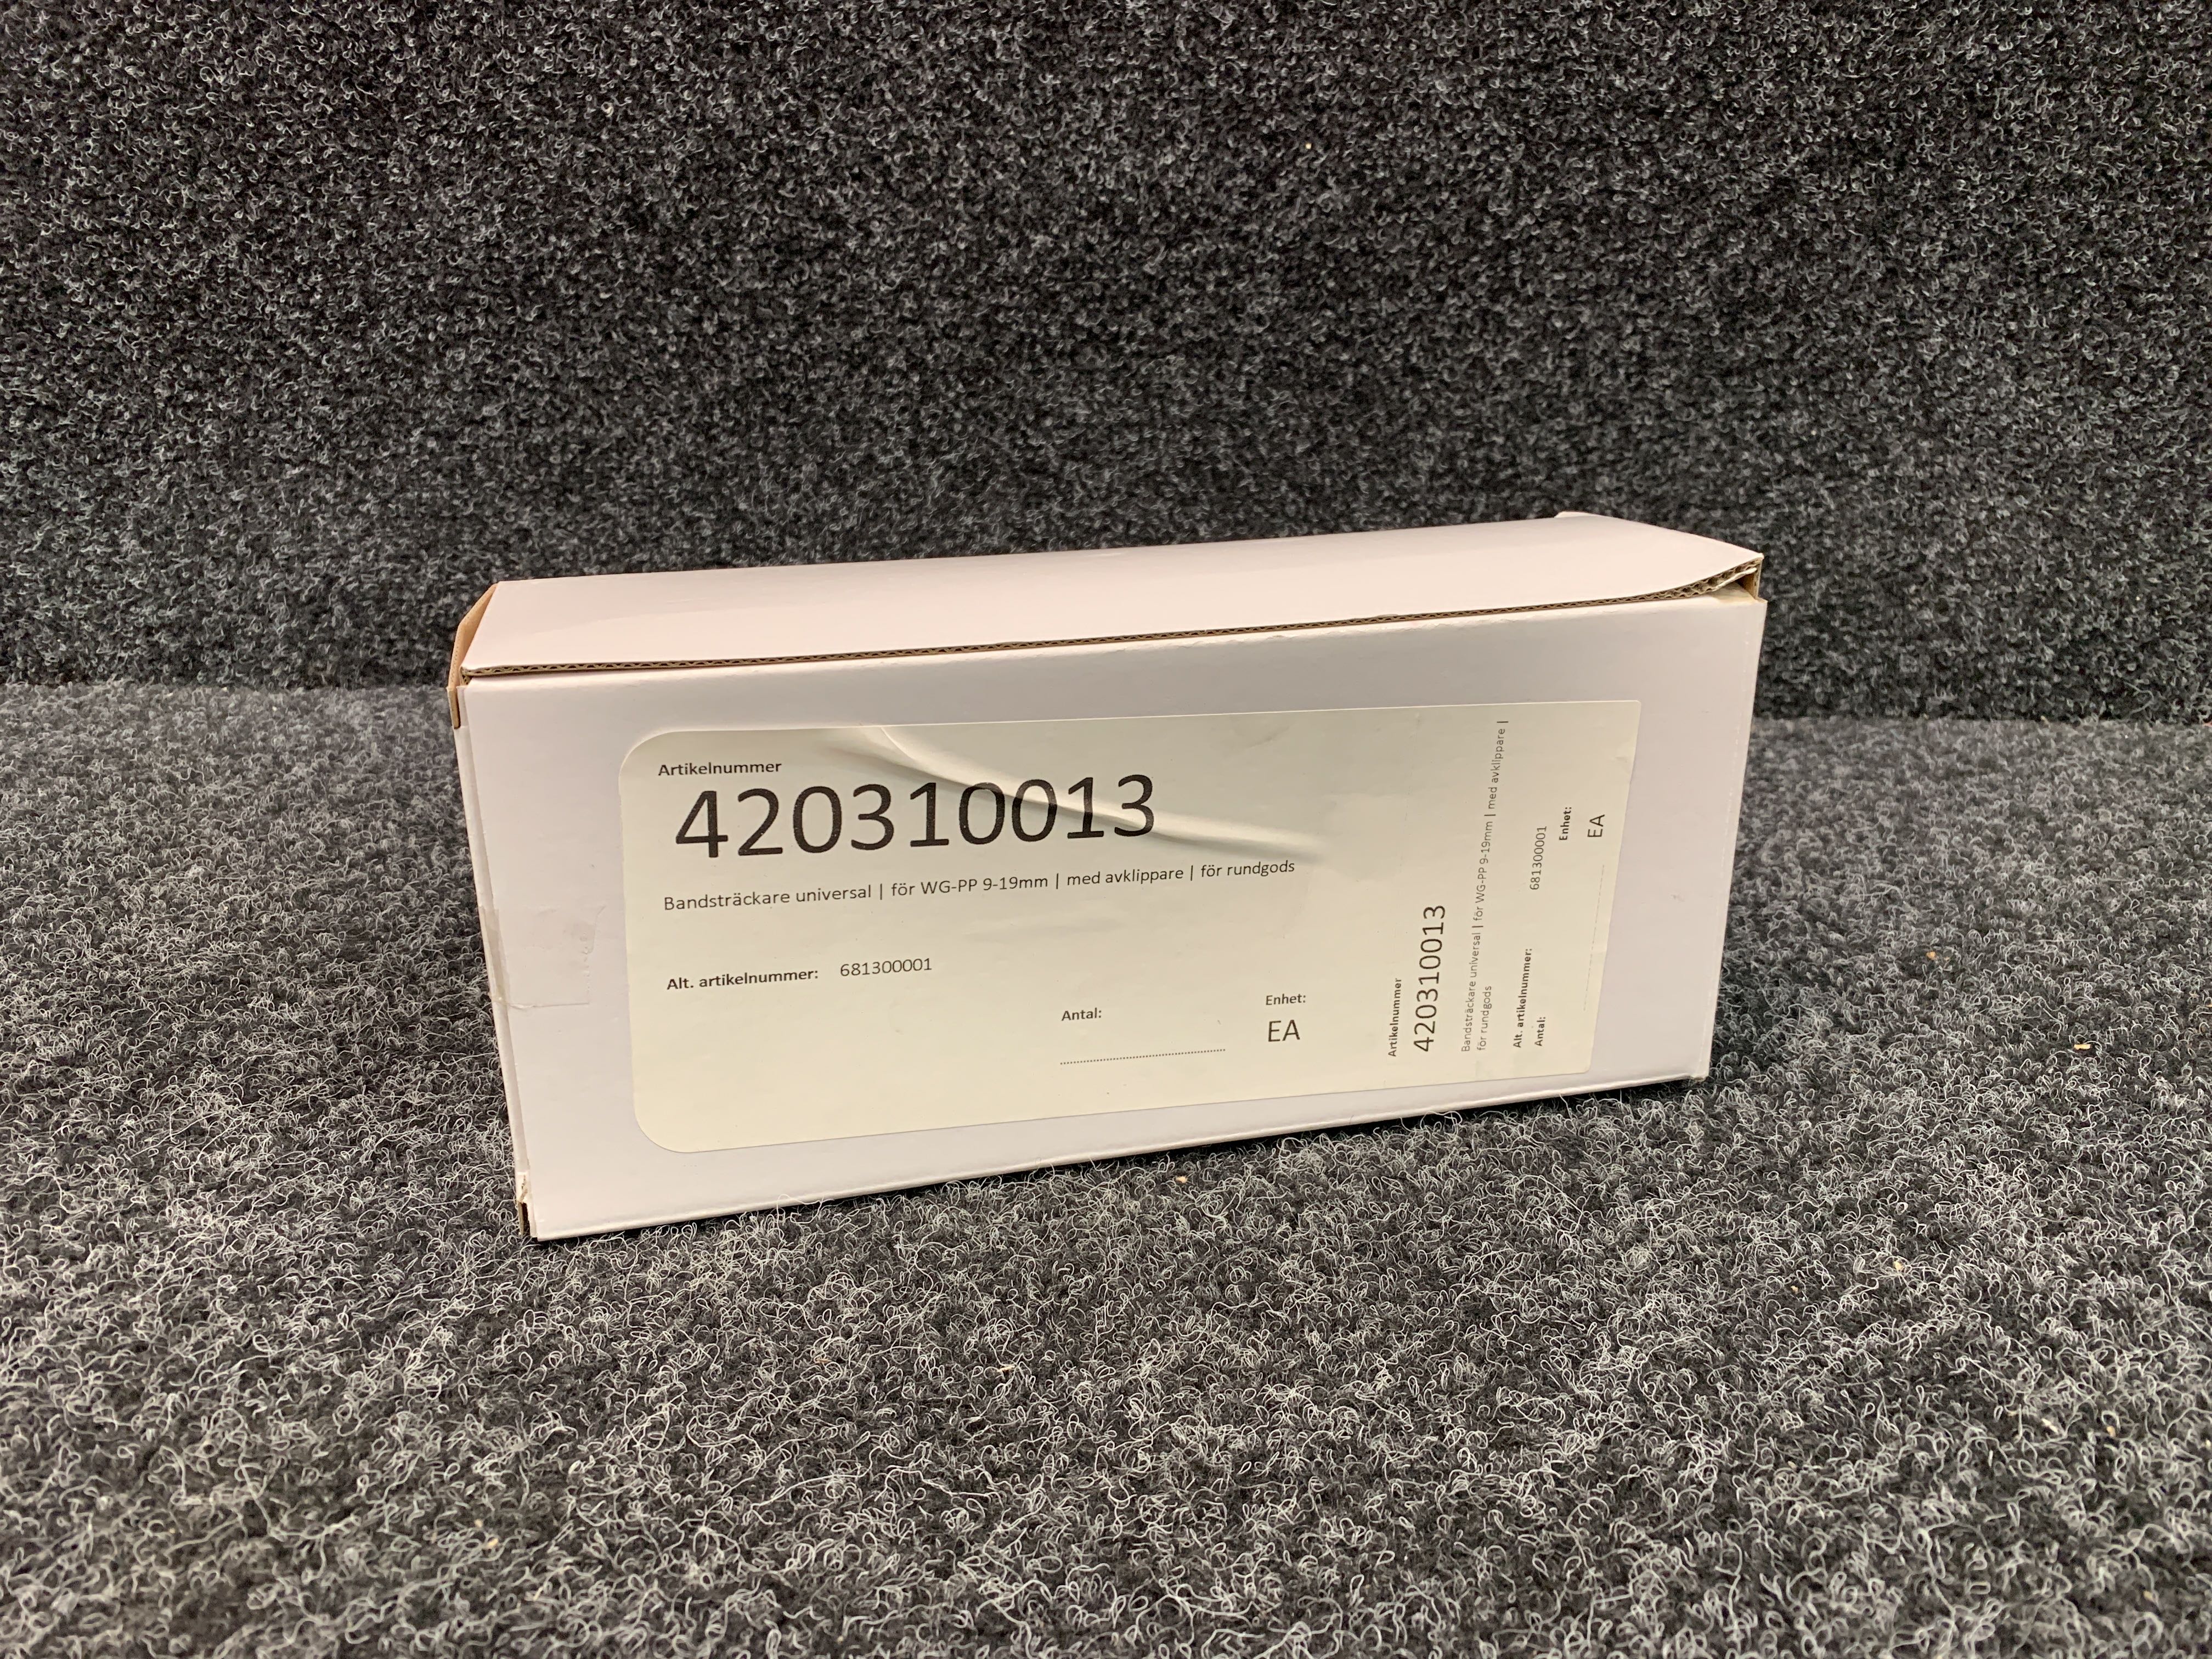 Artikelnummer
420310013
Bandsträckare universal | för WG-PP 9-19mm | med avklippare | för rundgods
Alt. artikelnummer: 681300001
Antal:
Enhet:
EA
Artikelnummer
420310013
Bandsträckare universal | för WG-PP 9-19mm | med avklippare |
för rundgods
Alt. artikelnummer: 681300001
Antal:
Enhet:
EA